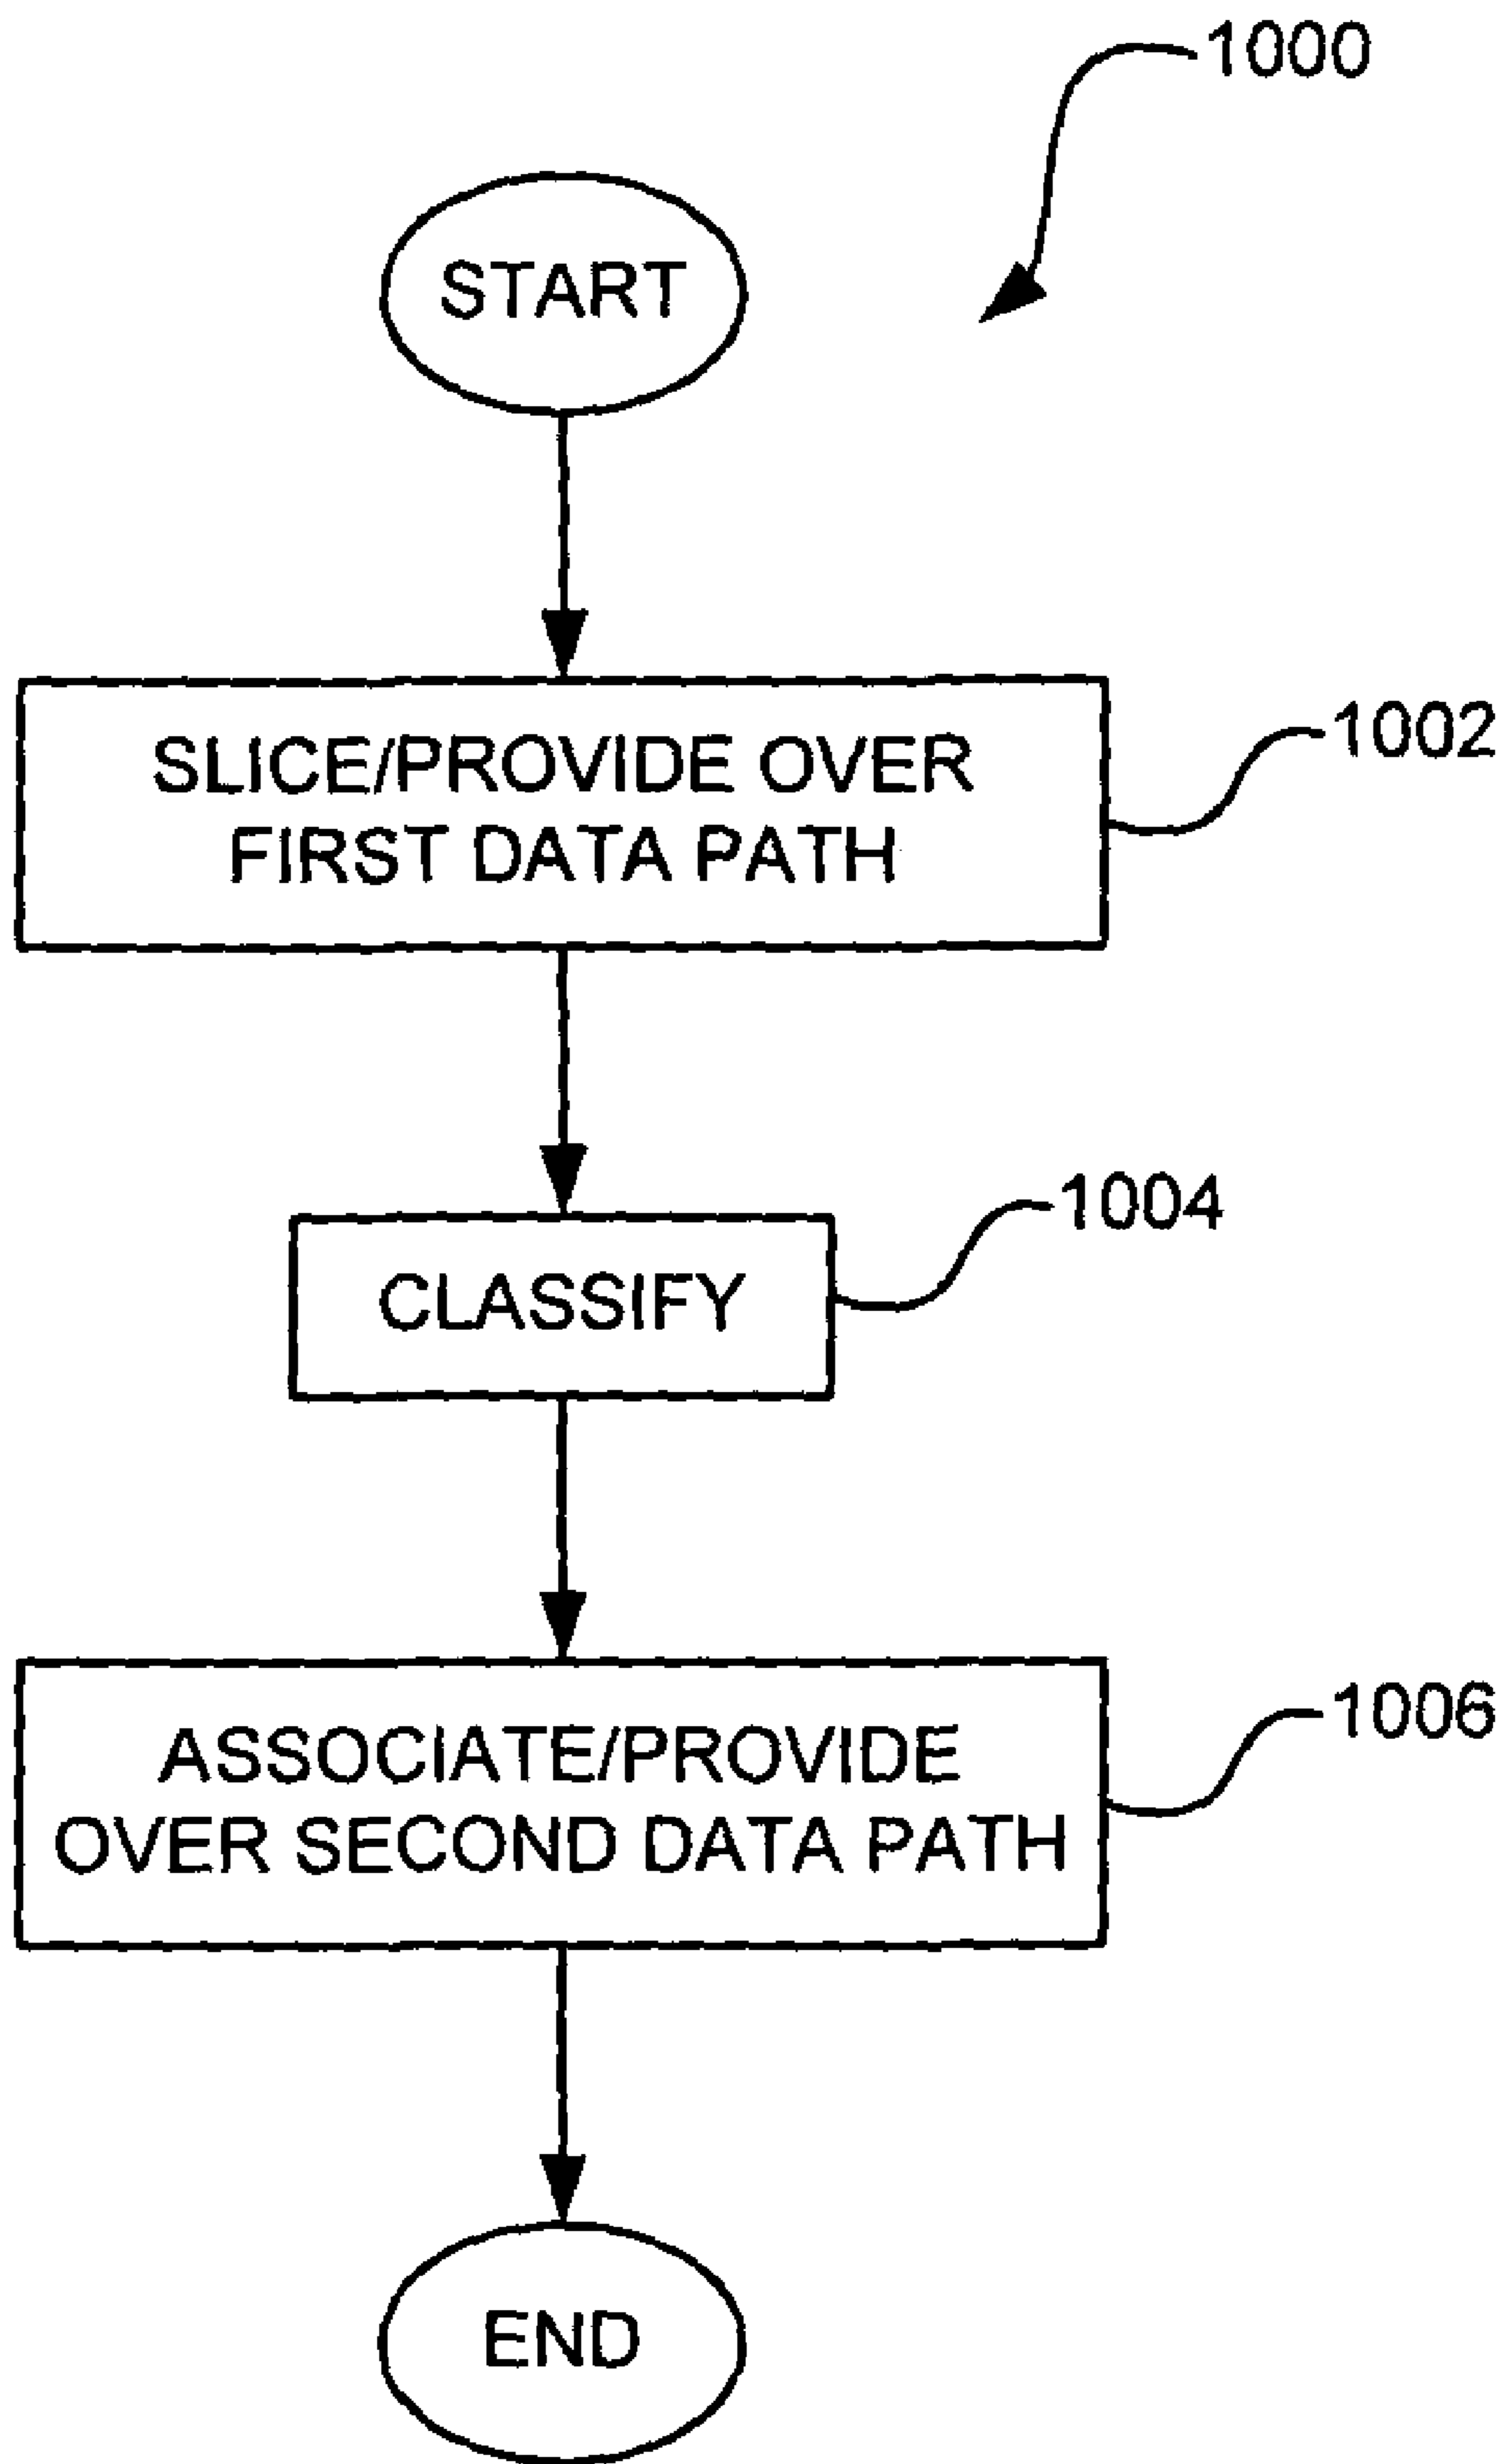 1000
START
SLICE/PROVIDE OVER
FIRST DATA PATH
1002
CLASSIFY
1004
ASSOCIATE/PROVIDE
OVER SECOND DATA PATH
1006
END